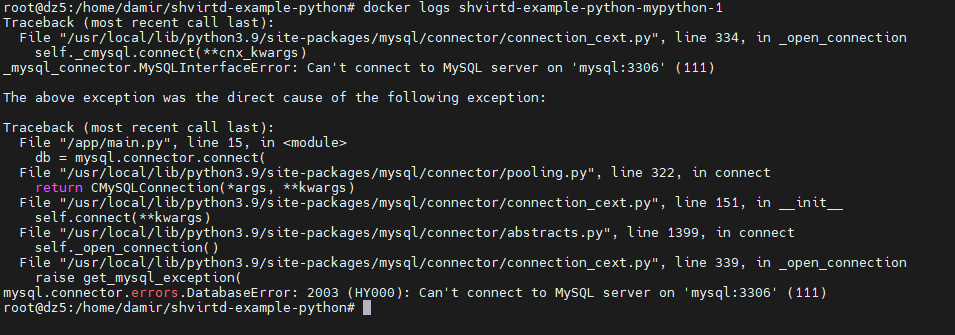 root@dz5:/home/damir/shvirtd-example-python# docker logs shvirtd-example-python-mypython-1
Traceback (most recent call last):
  File "/usr/local/lib/python3.9/site-packages/mysql/connector/connection_cext.py", line 334, in _open_connection
    self._cmysql.connect(**cnx_kwargs)
_mysql_connector.MySQLInterfaceError: Can't connect to MySQL server on 'mysql:3306' (111)

The above exception was the direct cause of the following exception:

Traceback (most recent call last):
  File "/app/main.py", line 15, in <module>
    db = mysql.connector.connect(
  File "/usr/local/lib/python3.9/site-packages/mysql/connector/pooling.py", line 322, in connect
    return CMySQLConnection(*args, **kwargs)
  File "/usr/local/lib/python3.9/site-packages/mysql/connector/connection_cext.py", line 151, in __init__
    self.connect(**kwargs)
  File "/usr/local/lib/python3.9/site-packages/mysql/connector/abstracts.py", line 1399, in connect
    self._open_connection()
  File "/usr/local/lib/python3.9/site-packages/mysql/connector/connection_cext.py", line 339, in _open_connection
    raise get_mysql_exception(
mysql.connector.errors.DatabaseError: 2003 (HY000): Can't connect to MySQL server on 'mysql:3306' (111)
root@dz5:/home/damir/shvirtd-example-python#